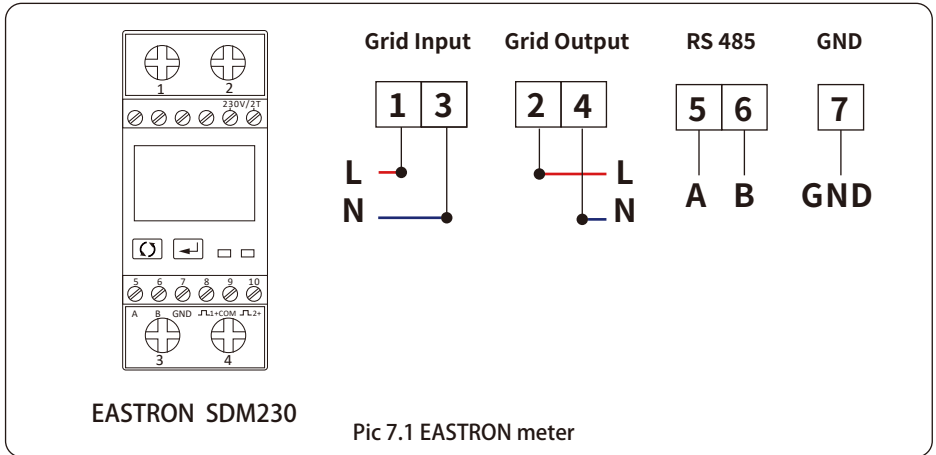 Grid Input Grid Output RS 485 GND
1 2
230V/2T
1 3 2 4 5 6 7
L L A B GND
N N
5 6 7 8 9 10
A B GND 1+COM 2+
3 4
EASTRON SDM230
Pic 7.1 EASTRON meter